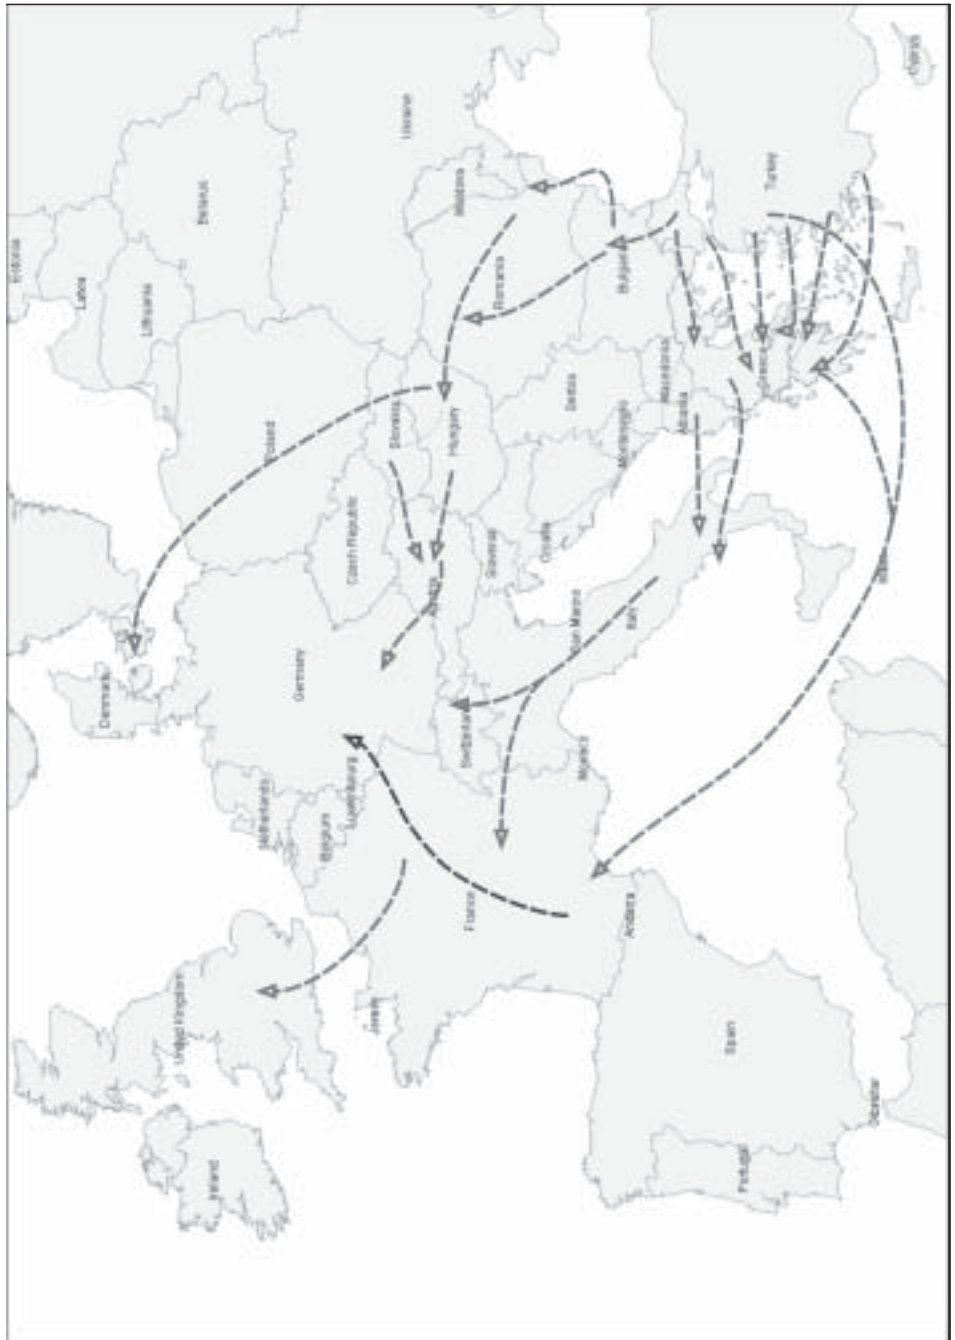 Estonia
Latvia
Lithuania
Belarus
Ukraine
Moldova
Poland
Denmark
Germany
Netherlands
Belgium
Luxembourg
Czech Republic
Slovakia
Hungary
Romania
Austria
Slovenia
Croatia
Serbia
Bulgaria
Montenegro
Macedonia
Albania
Greece
Turkey
Cyprus
Switzerland
San Marino
Italy
Monaco
France
Andorra
Spain
Portugal
Gibraltar
Jersey
United Kingdom
Ireland